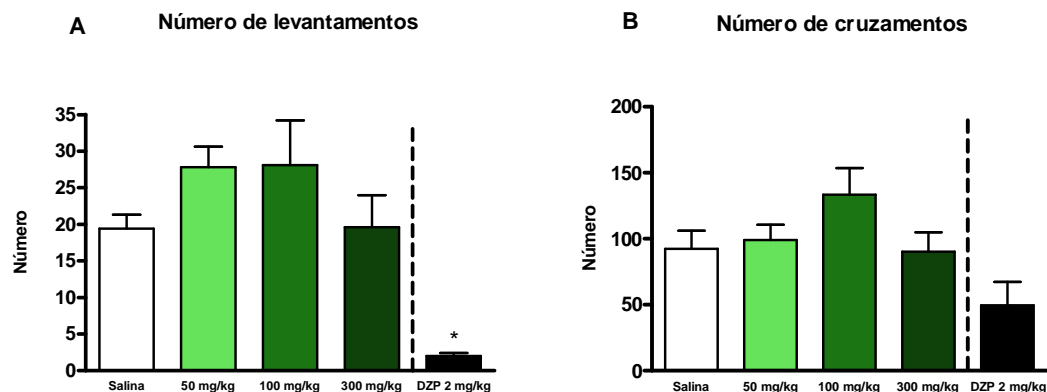 A
Número de levantamentos
Número
35
30
25
20
15
10
5
0
*
Salina
50 mg/kg
100 mg/kg
300 mg/kg
DZP 2 mg/kg
B
Número de cruzamentos
Número
200
150
100
50
0
Salina
50 mg/kg
100 mg/kg
300 mg/kg
DZP 2 mg/kg